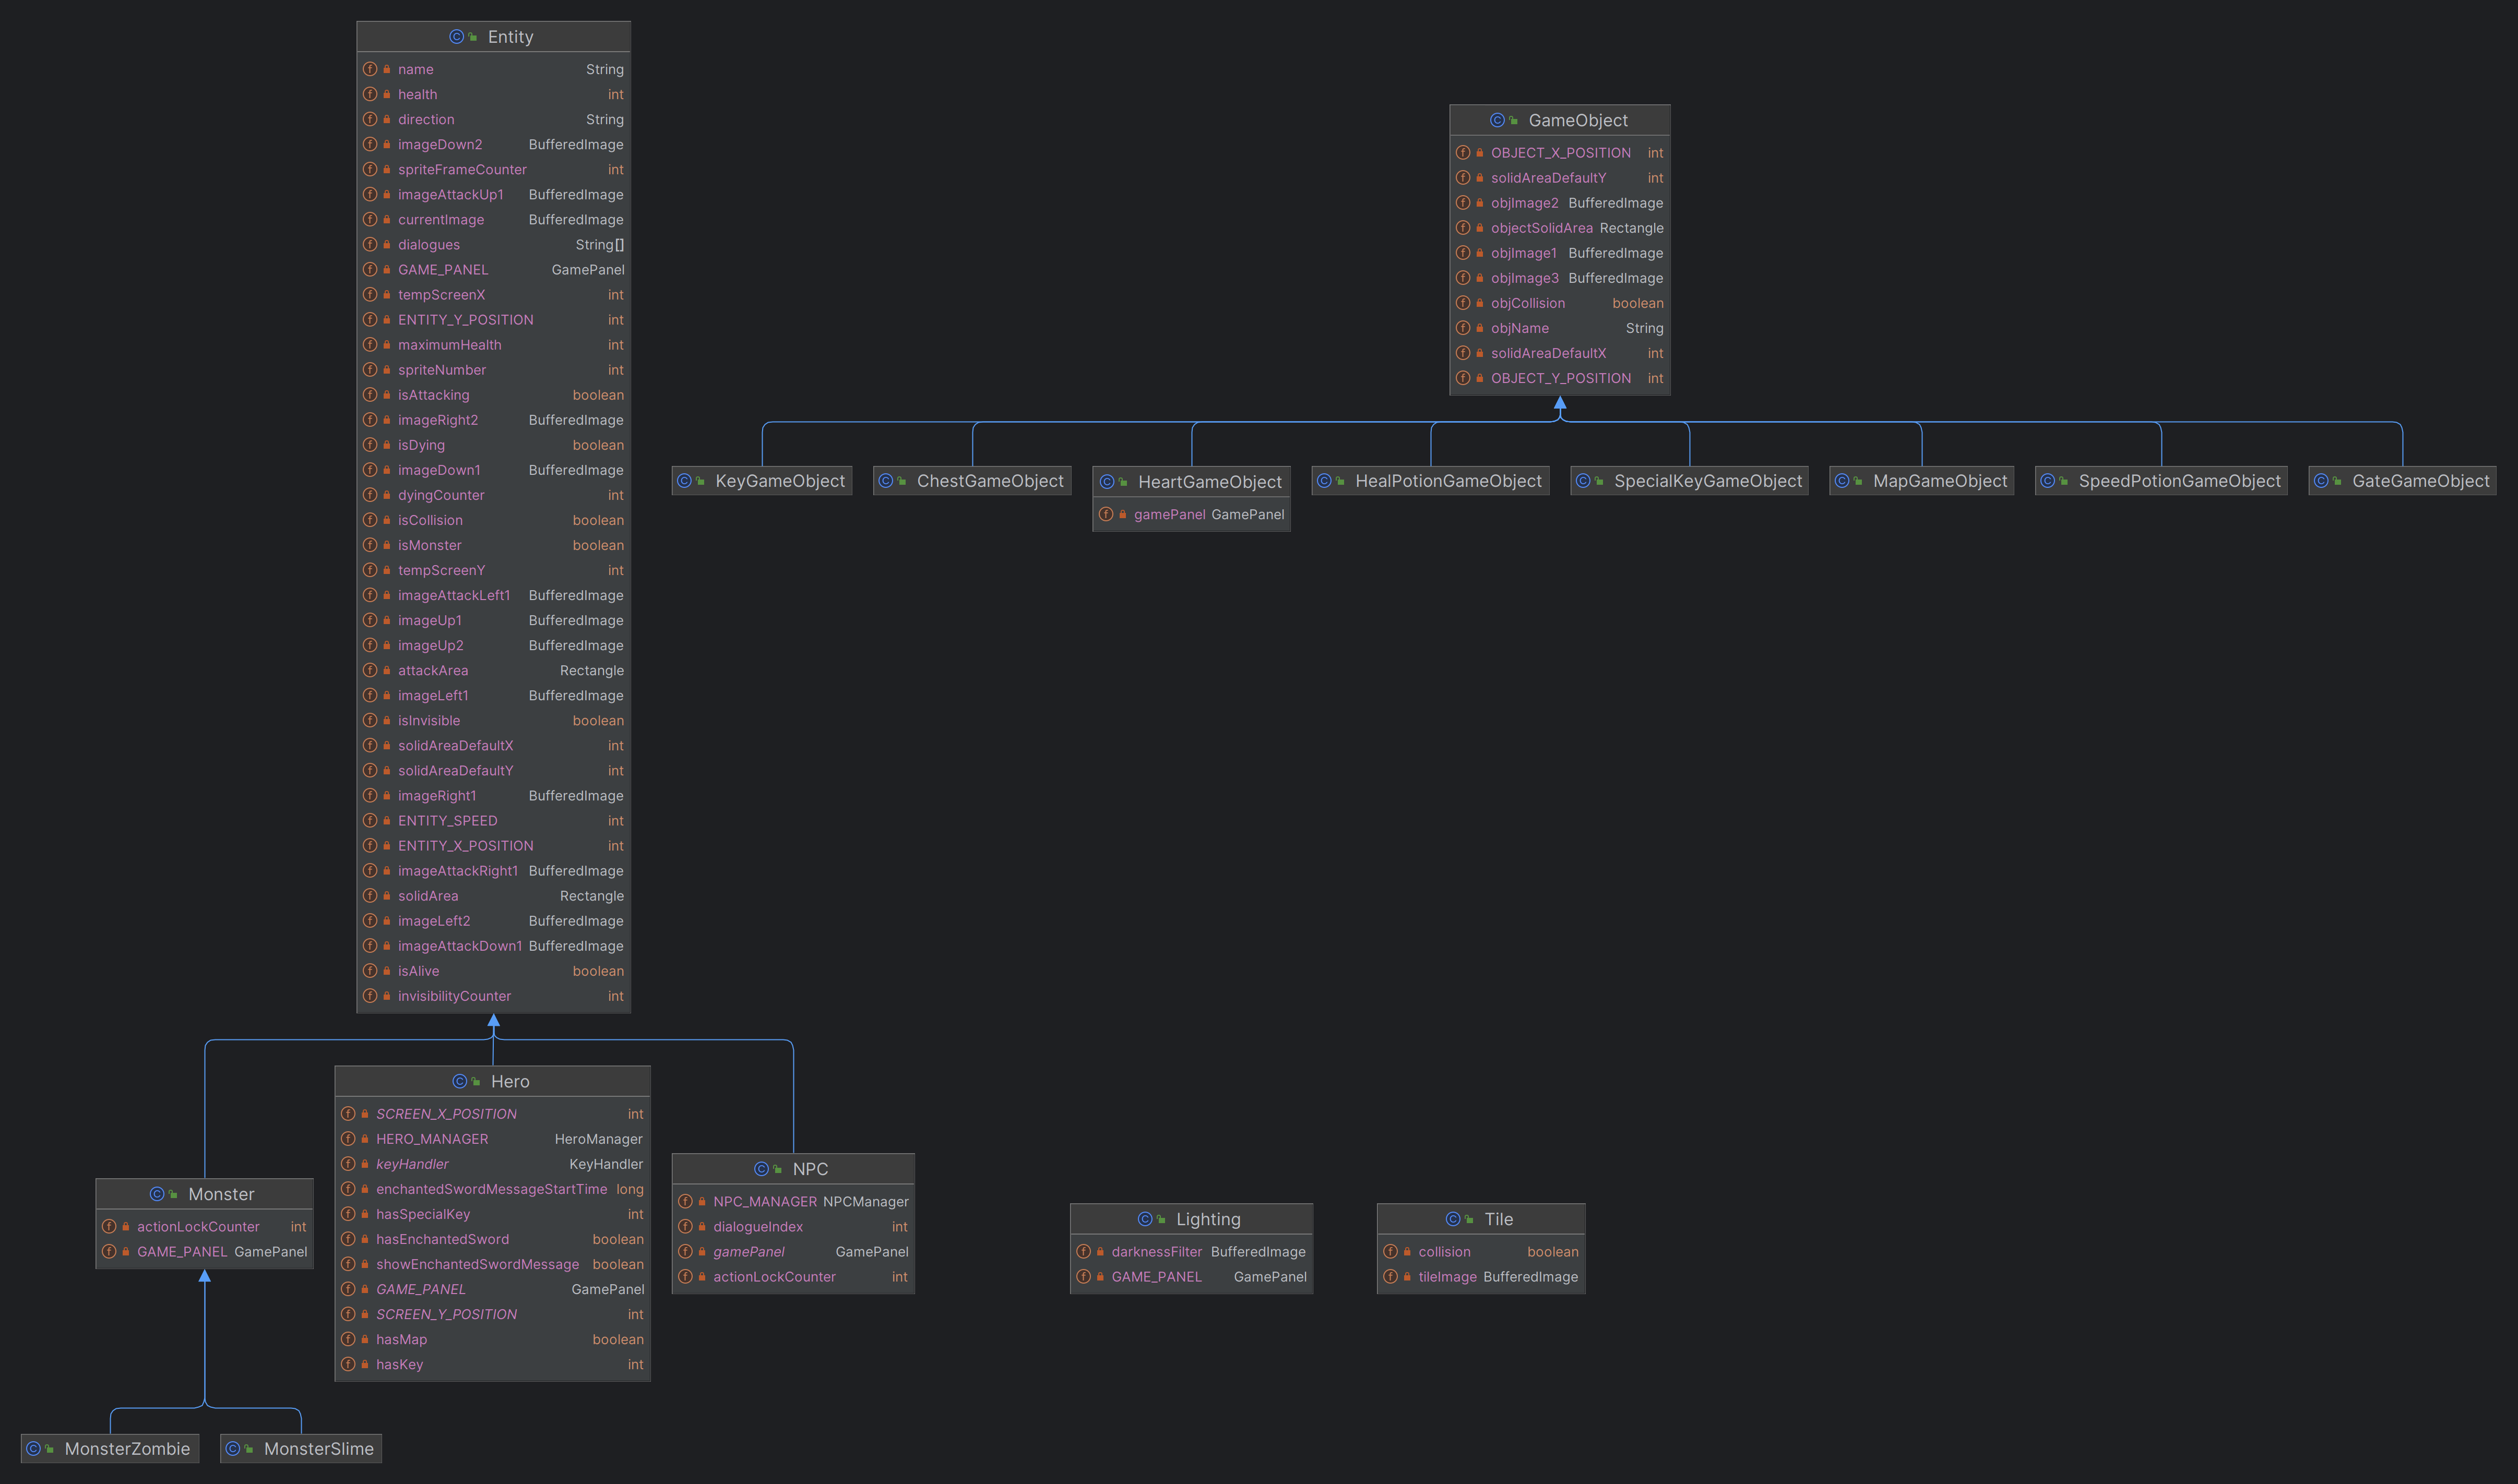 Entity
name String
health int
direction String
imageDown2 BufferedImage
spriteFrameCounter int
imageAttackUp1 BufferedImage
currentImage BufferedImage
dialogues String[]
GAME_PANEL GamePanel
tempScreenX int
ENTITY_Y_POSITION int
maximumHealth int
spriteNumber int
isAttacking boolean
imageRight2 BufferedImage
isDying boolean
imageDown1 BufferedImage
dyingCounter int
isCollision boolean
isMonster boolean
tempScreenY int
imageAttackLeft1 BufferedImage
imageUp1 BufferedImage
imageUp2 BufferedImage
attackArea Rectangle
imageLeft1 BufferedImage
isInvisible boolean
solidAreaDefaultX int
solidAreaDefaultY int
imageRight1 BufferedImage
ENTITY_SPEED int
ENTITY_X_POSITION int
imageAttackRight1 BufferedImage
solidArea Rectangle
imageLeft2 BufferedImage
imageAttackDown1 BufferedImage
isAlive boolean
invisibilityCounter int
GameObject
OBJECT_X_POSITION int
solidAreaDefaultY int
objImage2 BufferedImage
objectSolidArea Rectangle
objImage1 BufferedImage
objImage3 BufferedImage
objCollision boolean
objName String
solidAreaDefaultX int
OBJECT_Y_POSITION int
KeyGameObject
ChestGameObject
HeartGameObject
gamePanel GamePanel
HealPotionGameObject
SpecialKeyGameObject
MapGameObject
SpeedPotionGameObject
GateGameObject
Monster
actionLockCounter int
GAME_PANEL GamePanel
Hero
SCREEN_X_POSITION int
HERO_MANAGER HeroManager
keyHandler KeyHandler
enchantedSwordMessageStartTime long
hasSpecialKey int
hasEnchantedSword boolean
showEnchantedSwordMessage boolean
GAME_PANEL GamePanel
SCREEN_Y_POSITION int
hasMap boolean
hasKey int
NPC
NPC_MANAGER NPCManager
dialogueIndex int
gamePanel GamePanel
actionLockCounter int
Lighting
darknessFilter BufferedImage
GAME_PANEL GamePanel
Tile
collision boolean
tileImage BufferedImage
MonsterZombie
MonsterSlime